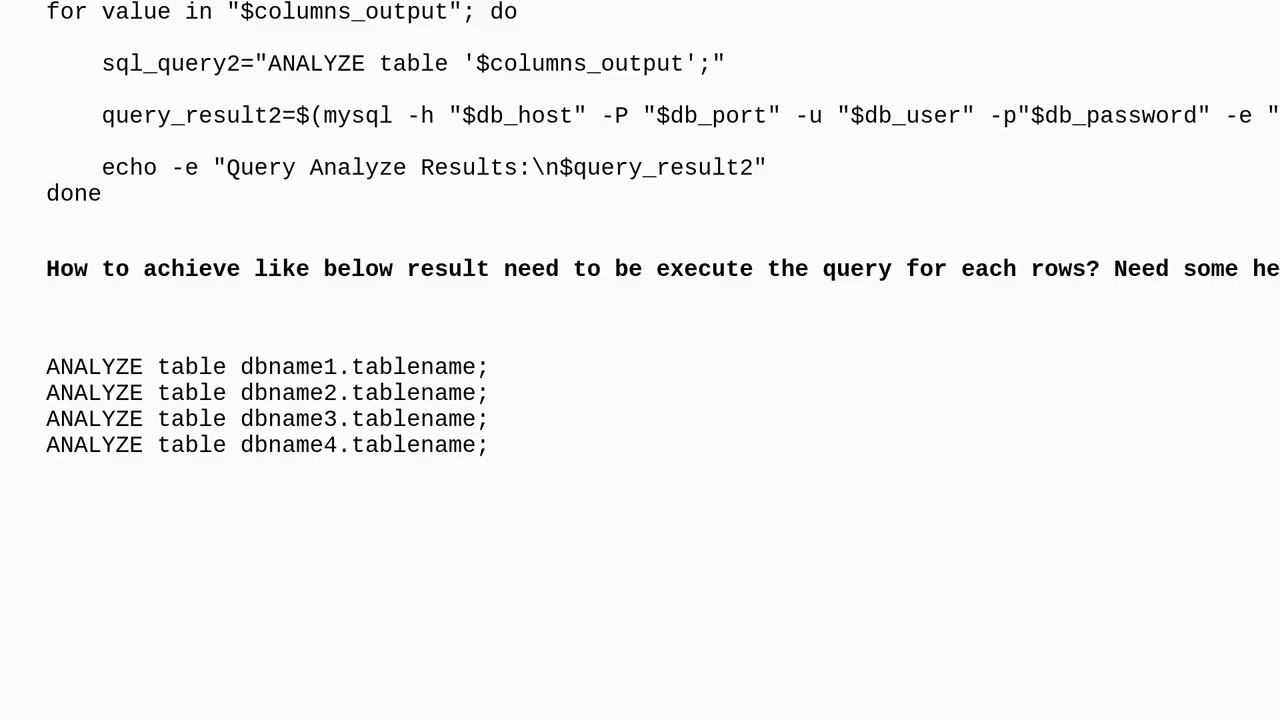 for value in "$columns_output"; do
    sql_query2="ANALYZE table '$columns_output';"
    query_result2=$(mysql -h "$db_host" -P "$db_port" -u "$db_user" -p"$db_password" -e "
    echo -e "Query Analyze Results:\n$query_result2"
done
How to achieve like below result need to be execute the query for each rows? Need some he
ANALYZE table dbname1.tablename;
ANALYZE table dbname2.tablename;
ANALYZE table dbname3.tablename;
ANALYZE table dbname4.tablename;